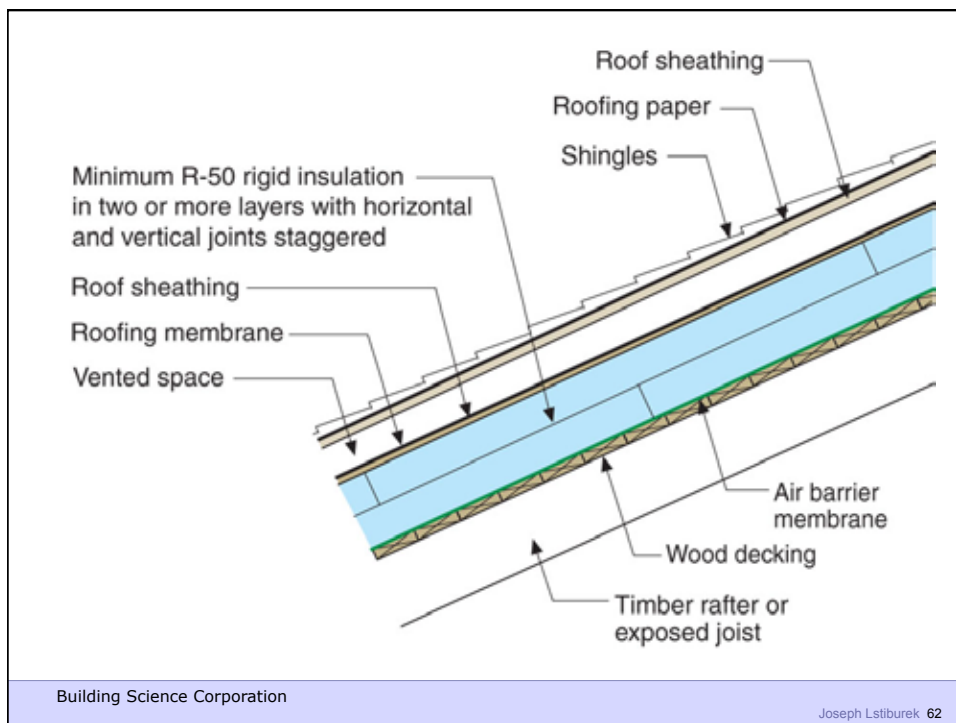 Roof sheathing
Roofing paper
Shingles
Minimum R-50 rigid insulation
in two or more layers with horizontal
and vertical joints staggered
Roof sheathing
Roofing membrane
Vented space
Air barrier
membrane
Wood decking
Timber rafter or
exposed joist
Building Science Corporation
Joseph Lstiburek 62